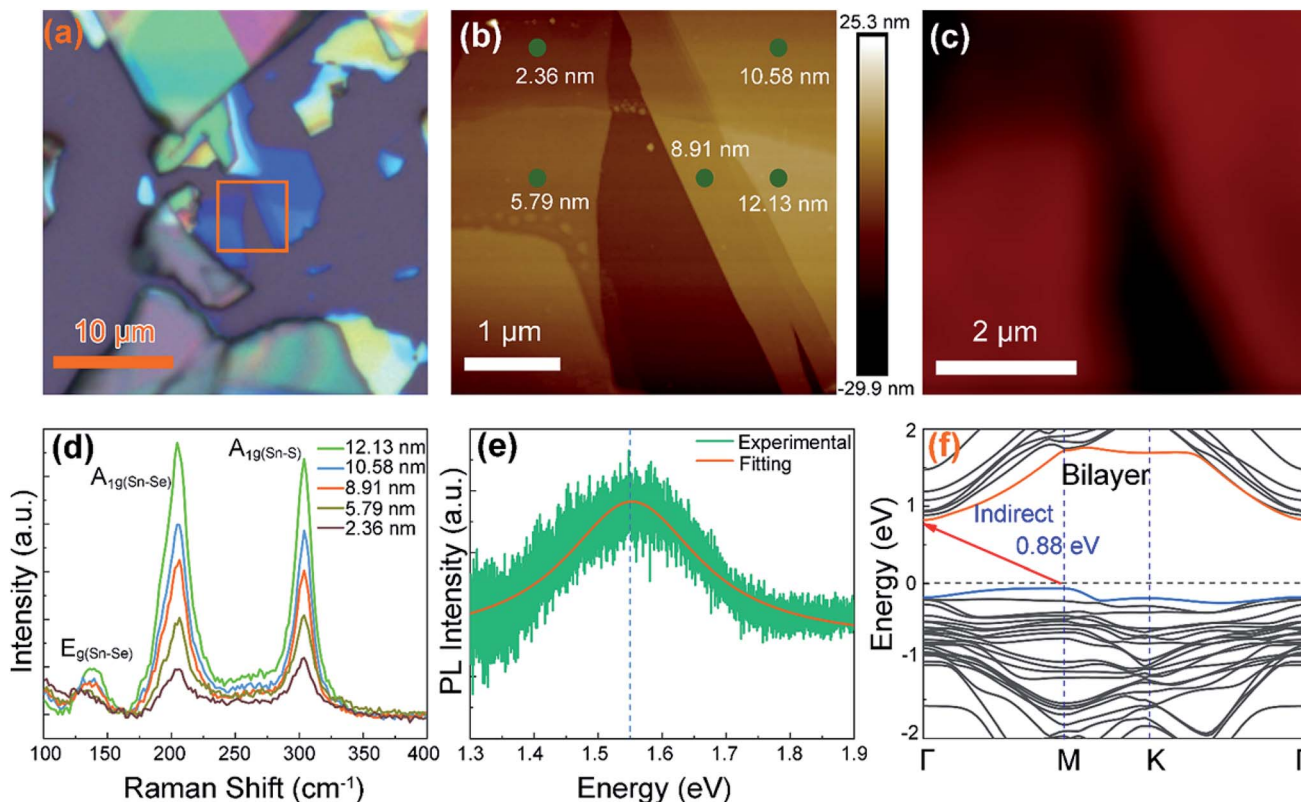 (a)
10 μm
(b)
2.36 nm
10.58 nm
8.91 nm
5.79 nm
12.13 nm
1 μm
25.3 nm
-29.9 nm
(c)
2 μm
(d)
A1g(Sn-Se)
A1g(Sn-S)
Eg(Sn-Se)
12.13 nm
10.58 nm
8.91 nm
5.79 nm
2.36 nm
Intensity (a.u.)
100 150 200 250 300 350 400
Raman Shift (cm-1)
(e)
Experimental
Fitting
PL Intensity (a.u.)
1.3 1.4 1.5 1.6 1.7 1.8 1.9
Energy (eV)
(f)
Bilayer
Indirect
0.88 eV
Energy (eV)
2
1
0
-1
-2
Γ M K Γ